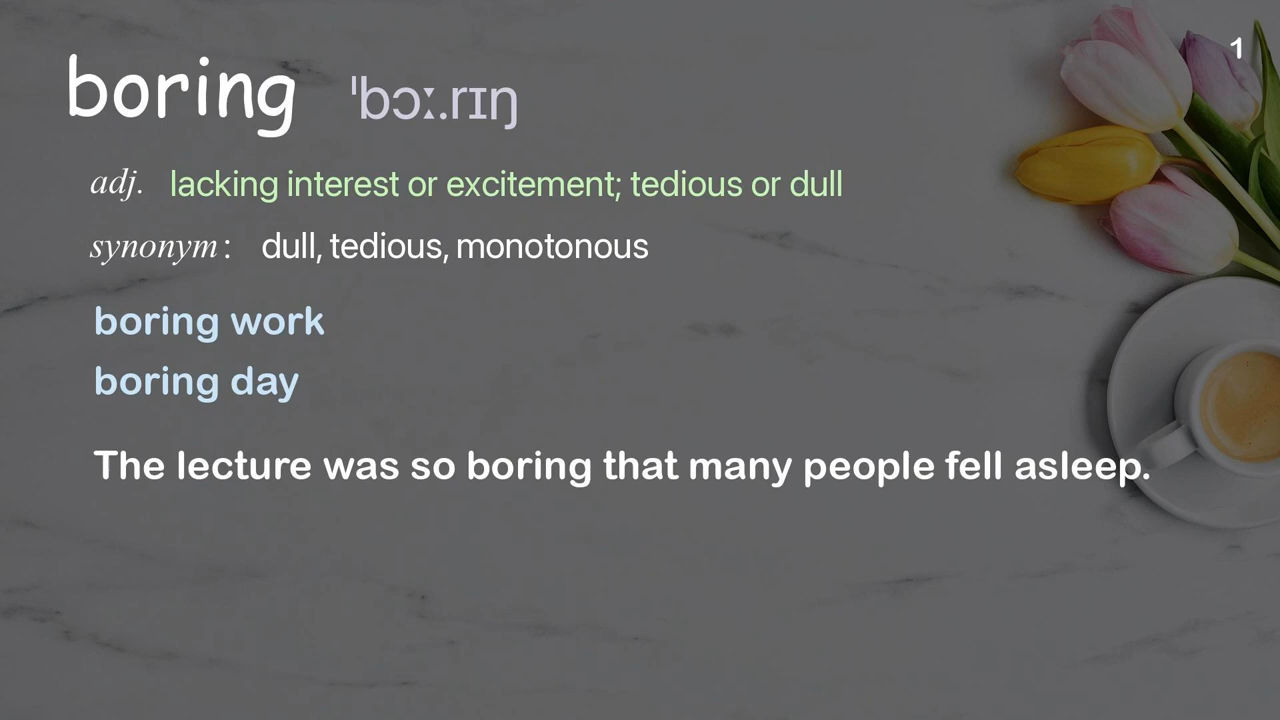 1
boring ˈbɔː.rɪŋ
adj. lacking interest or excitement; tedious or dull
synonym: dull, tedious, monotonous
boring work
boring day
The lecture was so boring that many people fell asleep.